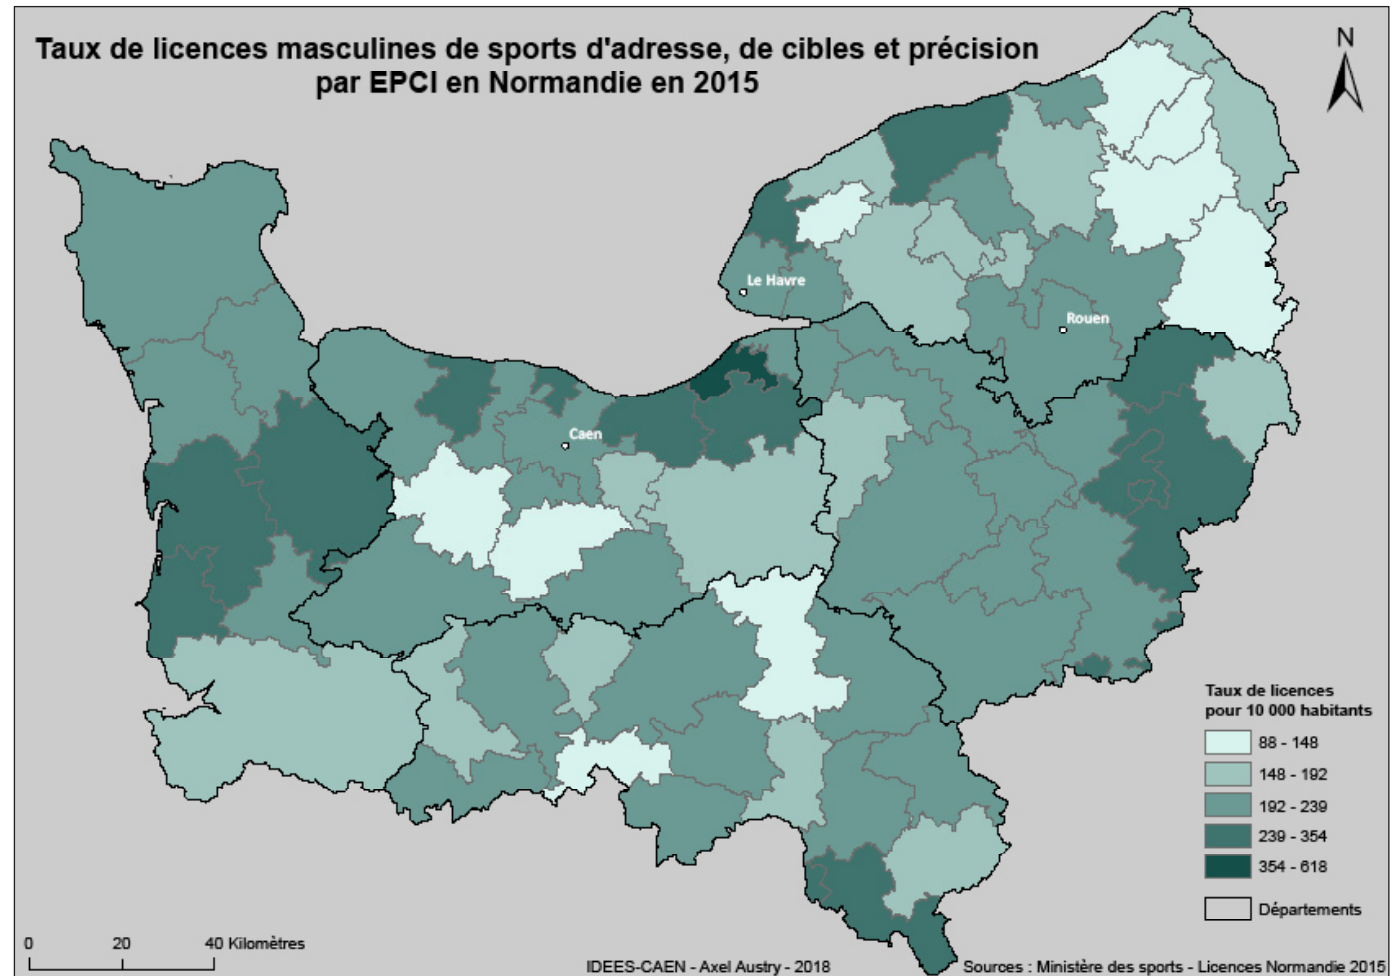 Taux de licences masculines de sports d'adresse, de cibles et précision
par EPCI en Normandie en 2015
N
Le Havre
Rouen
Caen
Taux de licences
pour 10 000 habitants
88 - 148
148 - 192
192 - 239
239 - 354
354 - 618
Départements
0 20 40 Kilomètres
IDEES-CAEN - Axel Austry - 2018
Sources : Ministère des sports - Licences Normandie 2015